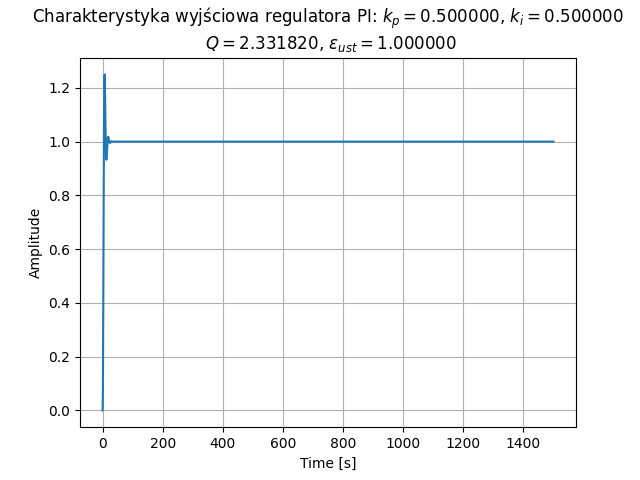 Charakterystyka wyjściowa regulatora PI: $k_p = 0.500000$, $k_i = 0.500000$
$Q = 2.331820$, $\varepsilon_{ust} = 1.000000$
1.2
1.0
0.8
0.6
0.4
0.2
0.0
Amplitude
0 200 400 600 800 1000 1200 1400
Time [s]